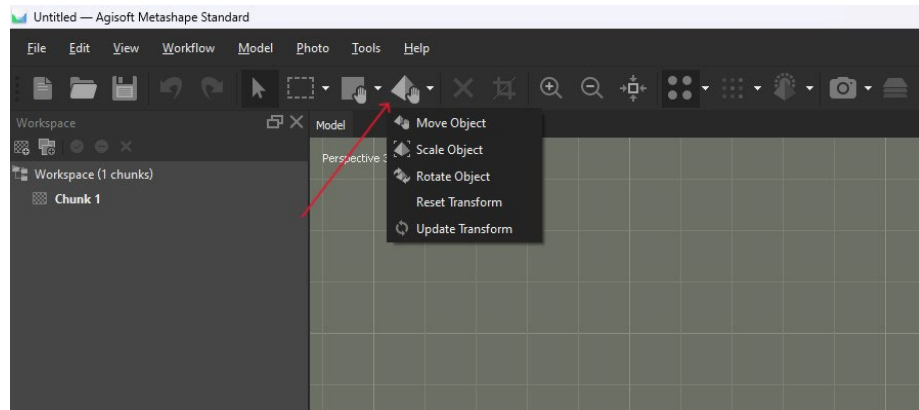 Untitled — Agisoft Metashape Standard
File Edit View Workflow Model Photo Tools Help
Workspace
Model
Workspace (1 chunks)
Chunk 1
Perspective 3
Move Object
Scale Object
Rotate Object
Reset Transform
Update Transform